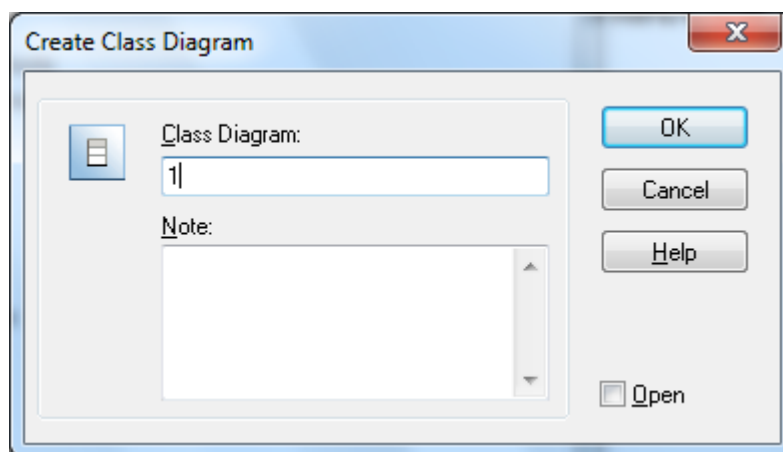 Create Class Diagram
Class Diagram:
1
Note:
OK
Cancel
Help
Open